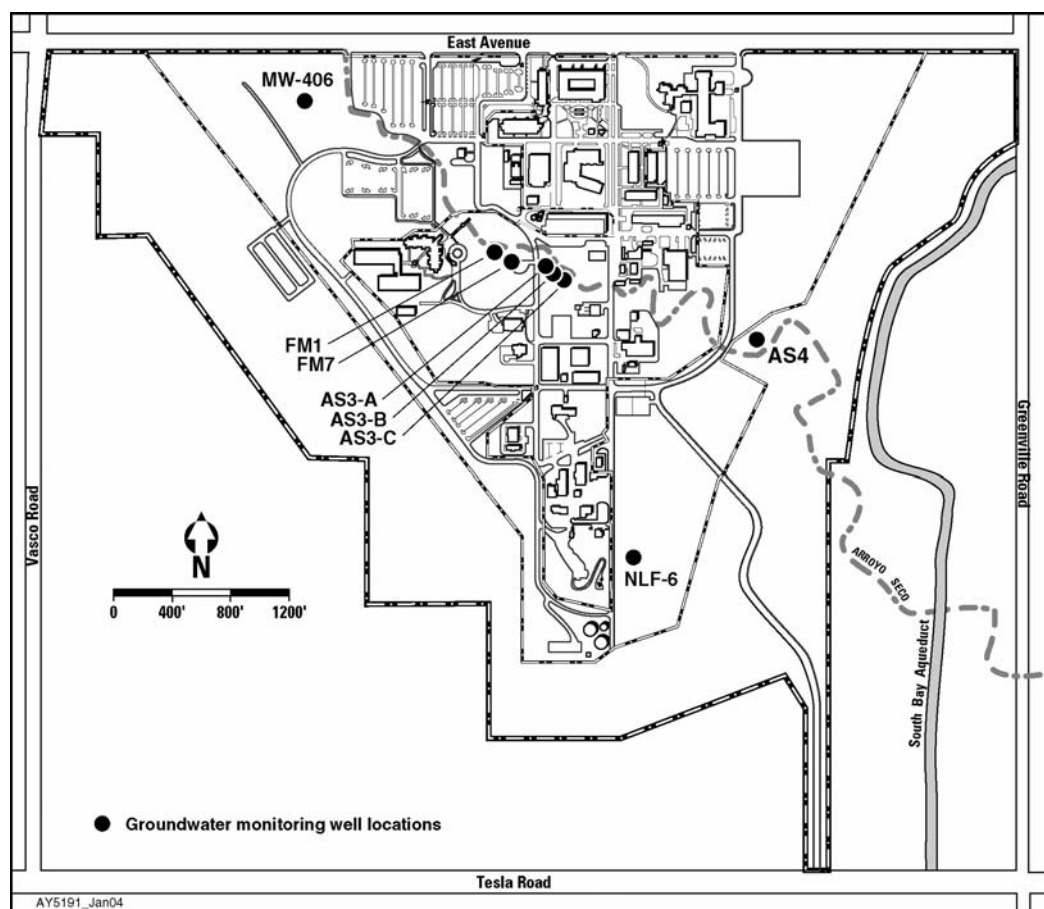 East Avenue
MW-406
FM1
FM7
AS4
AS3-A
AS3-B
AS3-C
Greenville Road
Vasco Road
N
ARROYO SECO
NLF-6
0 400' 800' 1200'
South Bay Aqueduct
Groundwater monitoring well locations
Tesla Road
AY5191_Jan04